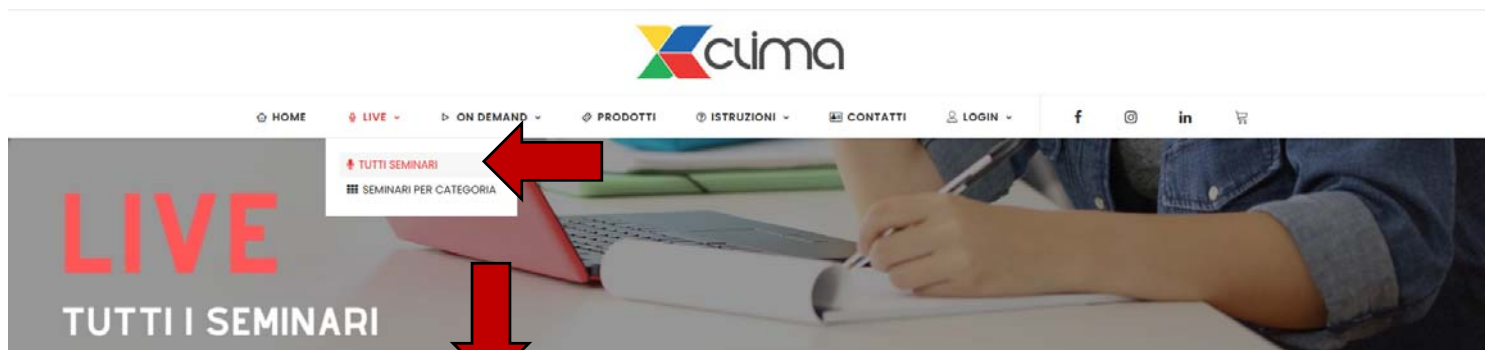 clima
HOME LIVE ON DEMAND PRODOTTI ISTRUZIONI CONTATTI LOGIN f in
TUTTI SEMINARI
SEMINARI PER CATEGORIA
LIVE
TUTTI I SEMINARI